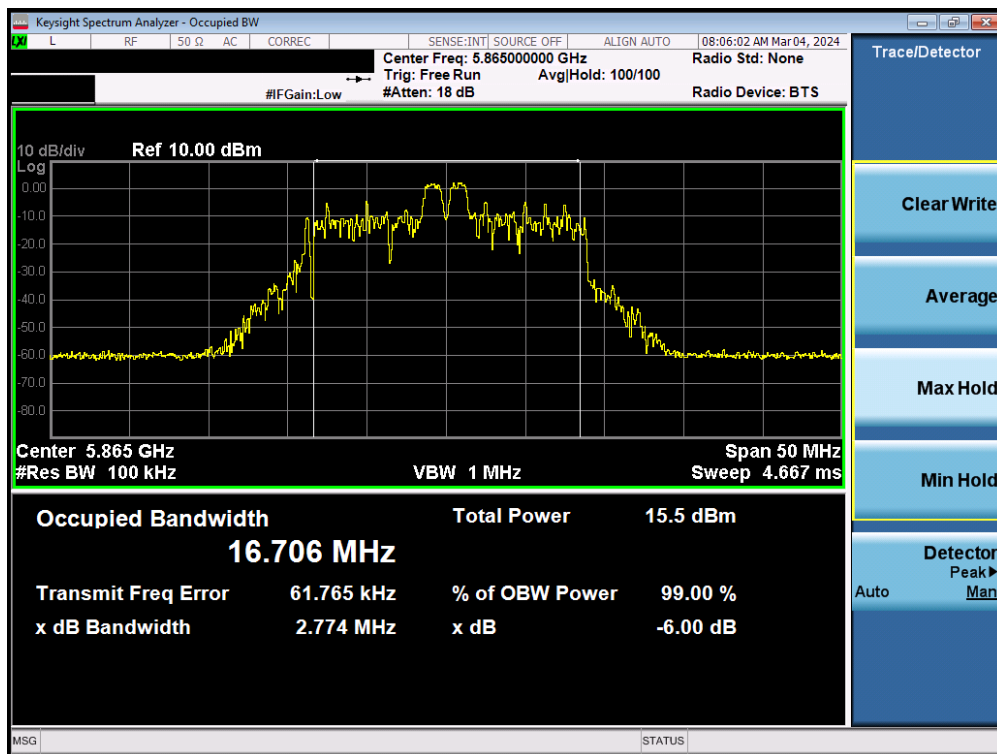 Keysight Spectrum Analyzer - Occupied BW
LXI L RF 50 Ω AC CORREC SENSE:INT SOURCE OFF ALIGN AUTO 08:06:02 AM Mar 04, 2024
Center Freq: 5.865000000 GHz Radio Std: None
Trig: Free Run Avg|Hold: 100/100
#IFGain:Low #Atten: 18 dB Radio Device: BTS
Trace/Detector
10 dB/div Ref 10.00 dBm
Log
0.00
-10.0
-20.0
-30.0
-40.0
-50.0
-60.0
-70.0
-80.0
Center 5.865 GHz Span 50 MHz
#Res BW 100 kHz VBW 1 MHz Sweep 4.667 ms
Occupied Bandwidth Total Power 15.5 dBm
16.706 MHz
Transmit Freq Error 61.765 kHz % of OBW Power 99.00 %
x dB Bandwidth 2.774 MHz x dB -6.00 dB
Clear Write
Average
Max Hold
Min Hold
Detector
Peak▶
Auto Man
MSG STATUS